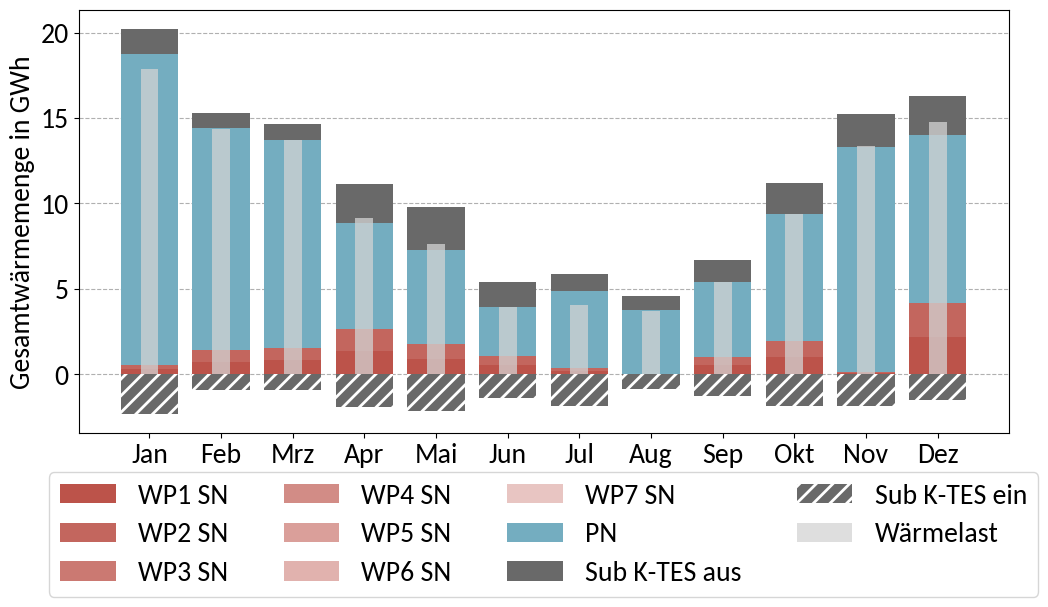 Gesamtwärmemenge in GWh
20
15
10
5
0
Jan Feb Mrz Apr Mai Jun Jul Aug Sep Okt Nov Dez
WP1 SN WP4 SN WP7 SN Sub K-TES ein
WP2 SN WP5 SN PN Wärmelast
WP3 SN WP6 SN Sub K-TES aus